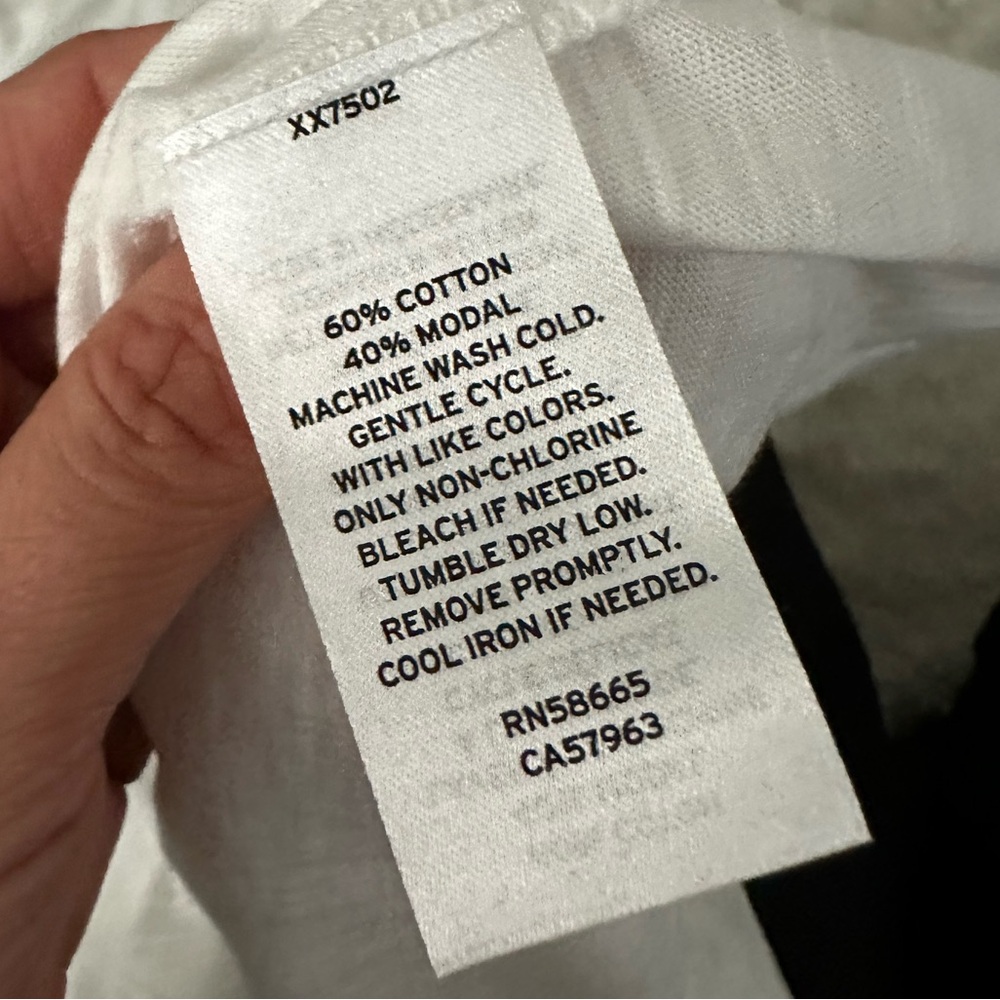 XX7502
60% COTTON
40% MODAL
MACHINE WASH COLD.
GENTLE CYCLE.
WITH LIKE COLORS.
ONLY NON-CHLORINE
BLEACH IF NEEDED.
TUMBLE DRY LOW.
REMOVE PROMPTLY.
COOL IRON IF NEEDED.
RN58665
CA57963